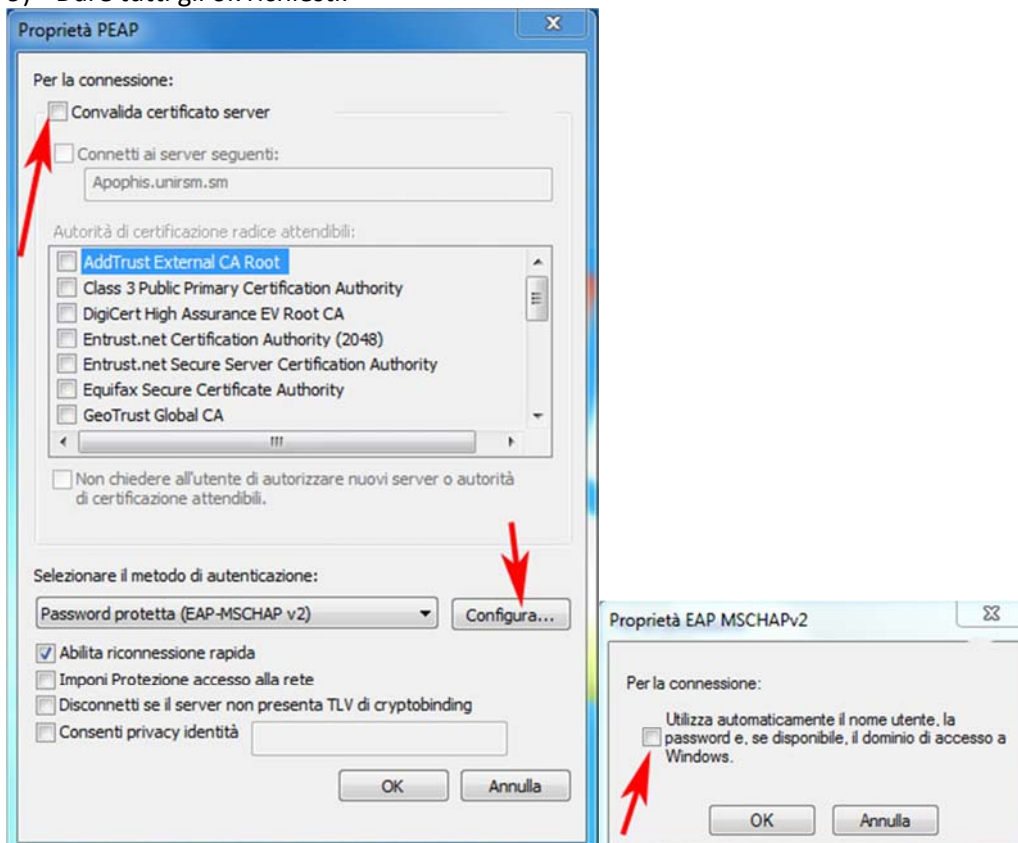 Proprietà PEAP
Per la connessione:
Convalida certificato server
Connetti ai server seguenti:
Apophis.unirsm.sm
Autorità di certificazione radice attendibili:
AddTrust External CA Root
Class 3 Public Primary Certification Authority
DigiCert High Assurance EV Root CA
Entrust.net Certification Authority (2048)
Entrust.net Secure Server Certification Authority
Equifax Secure Certificate Authority
GeoTrust Global CA
Non chiedere all'utente di autorizzare nuovi server o autorità
di certificazione attendibili.
Selezionare il metodo di autenticazione:
Password protetta (EAP-MSCHAP v2)
Configura...
Abilita riconnessione rapida
Imponi Protezione accesso alla rete
Disconnetti se il server non presenta TLV di cryptobinding
Consenti privacy identità
OK Annulla
Proprietà EAP MSCHAPv2
Per la connessione:
Utilizza automaticamente il nome utente, la
password e, se disponibile, il dominio di accesso a
Windows.
OK Annulla